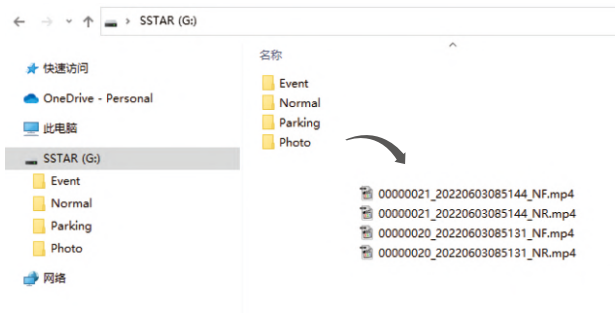 SSTAR (G:)
快速访问
OneDrive - Personal
此电脑
SSTAR (G:)
Event
Normal
Parking
Photo
网络
名称
Event
Normal
Parking
Photo
00000021_20220603085144_NF.mp4
00000021_20220603085144_NR.mp4
00000020_20220603085131_NF.mp4
00000020_20220603085131_NR.mp4